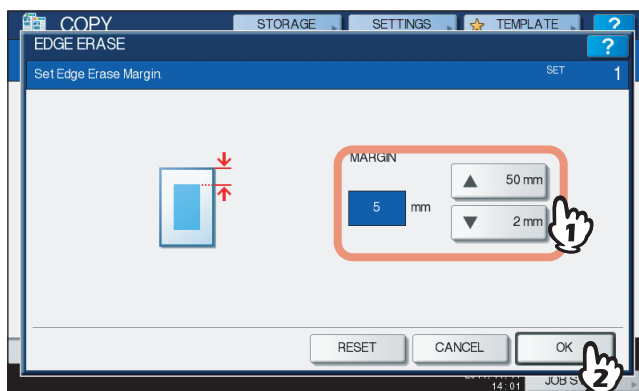 COPY STORAGE SETTINGS TEMPLATE ?
EDGE ERASE ?
Set Edge Erase Margin. SET 1
MARGIN
▲ 50 mm
5 mm
▼ 2 mm
1
RESET CANCEL OK
2
14:01 JOB S